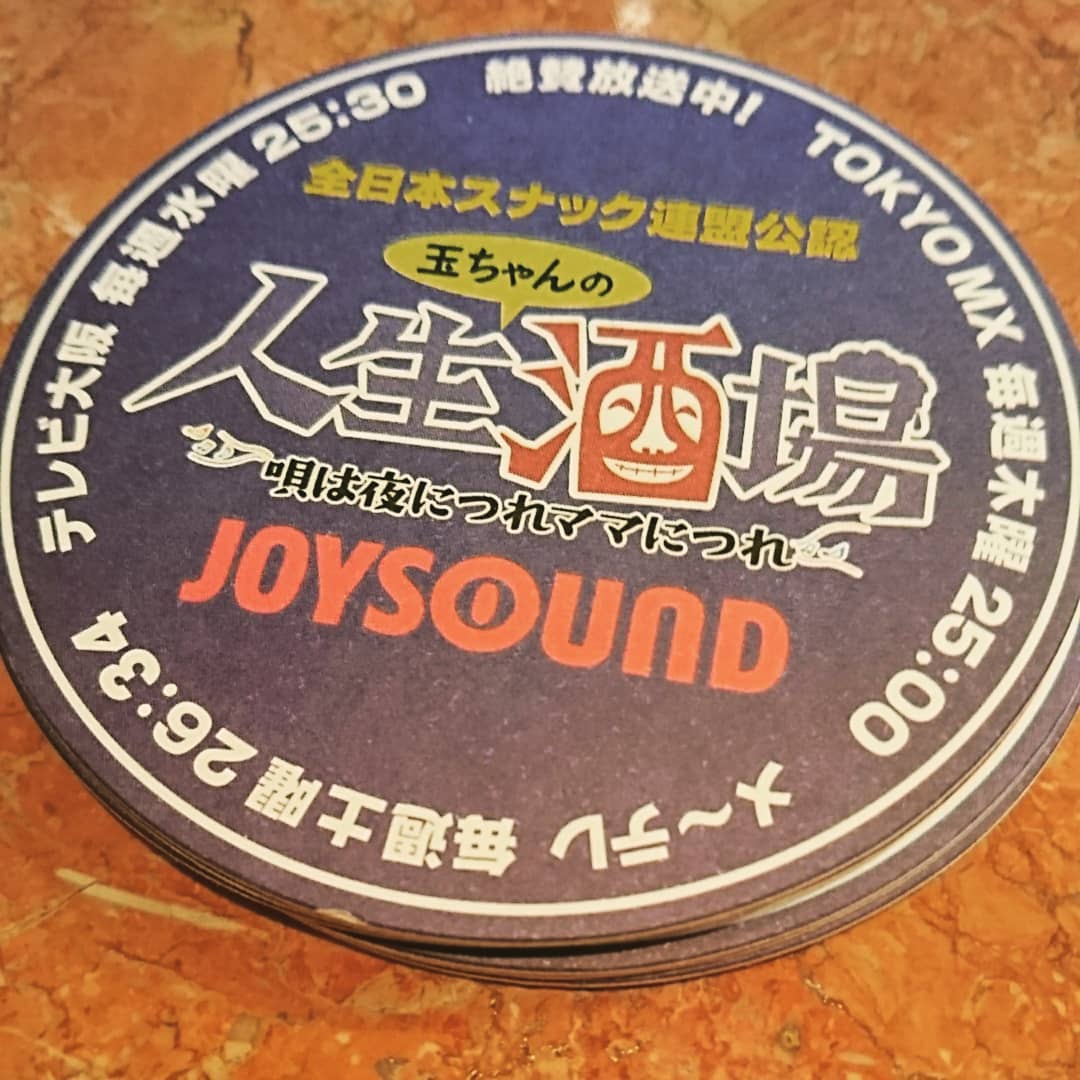 絶賛放送中!
TOKYO MX 毎週木曜 25:00
メ〜テレ 毎週土曜 26:34
テレビ大阪 毎週水曜 25:30
全日本スナック連盟公認
玉ちゃんの
人生酒場
唄は夜につれママにつれ
JOYSOUND